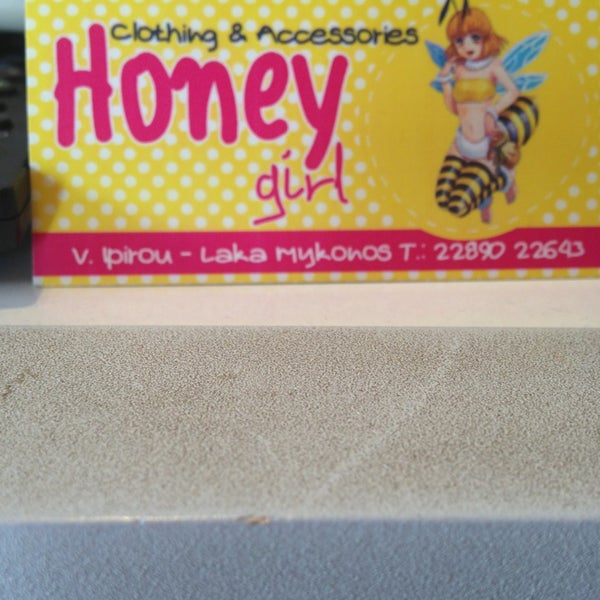 Clothing & Accessories
Honey
girl
V. Ipirou - Laka Mykonos T.: 22890 22643